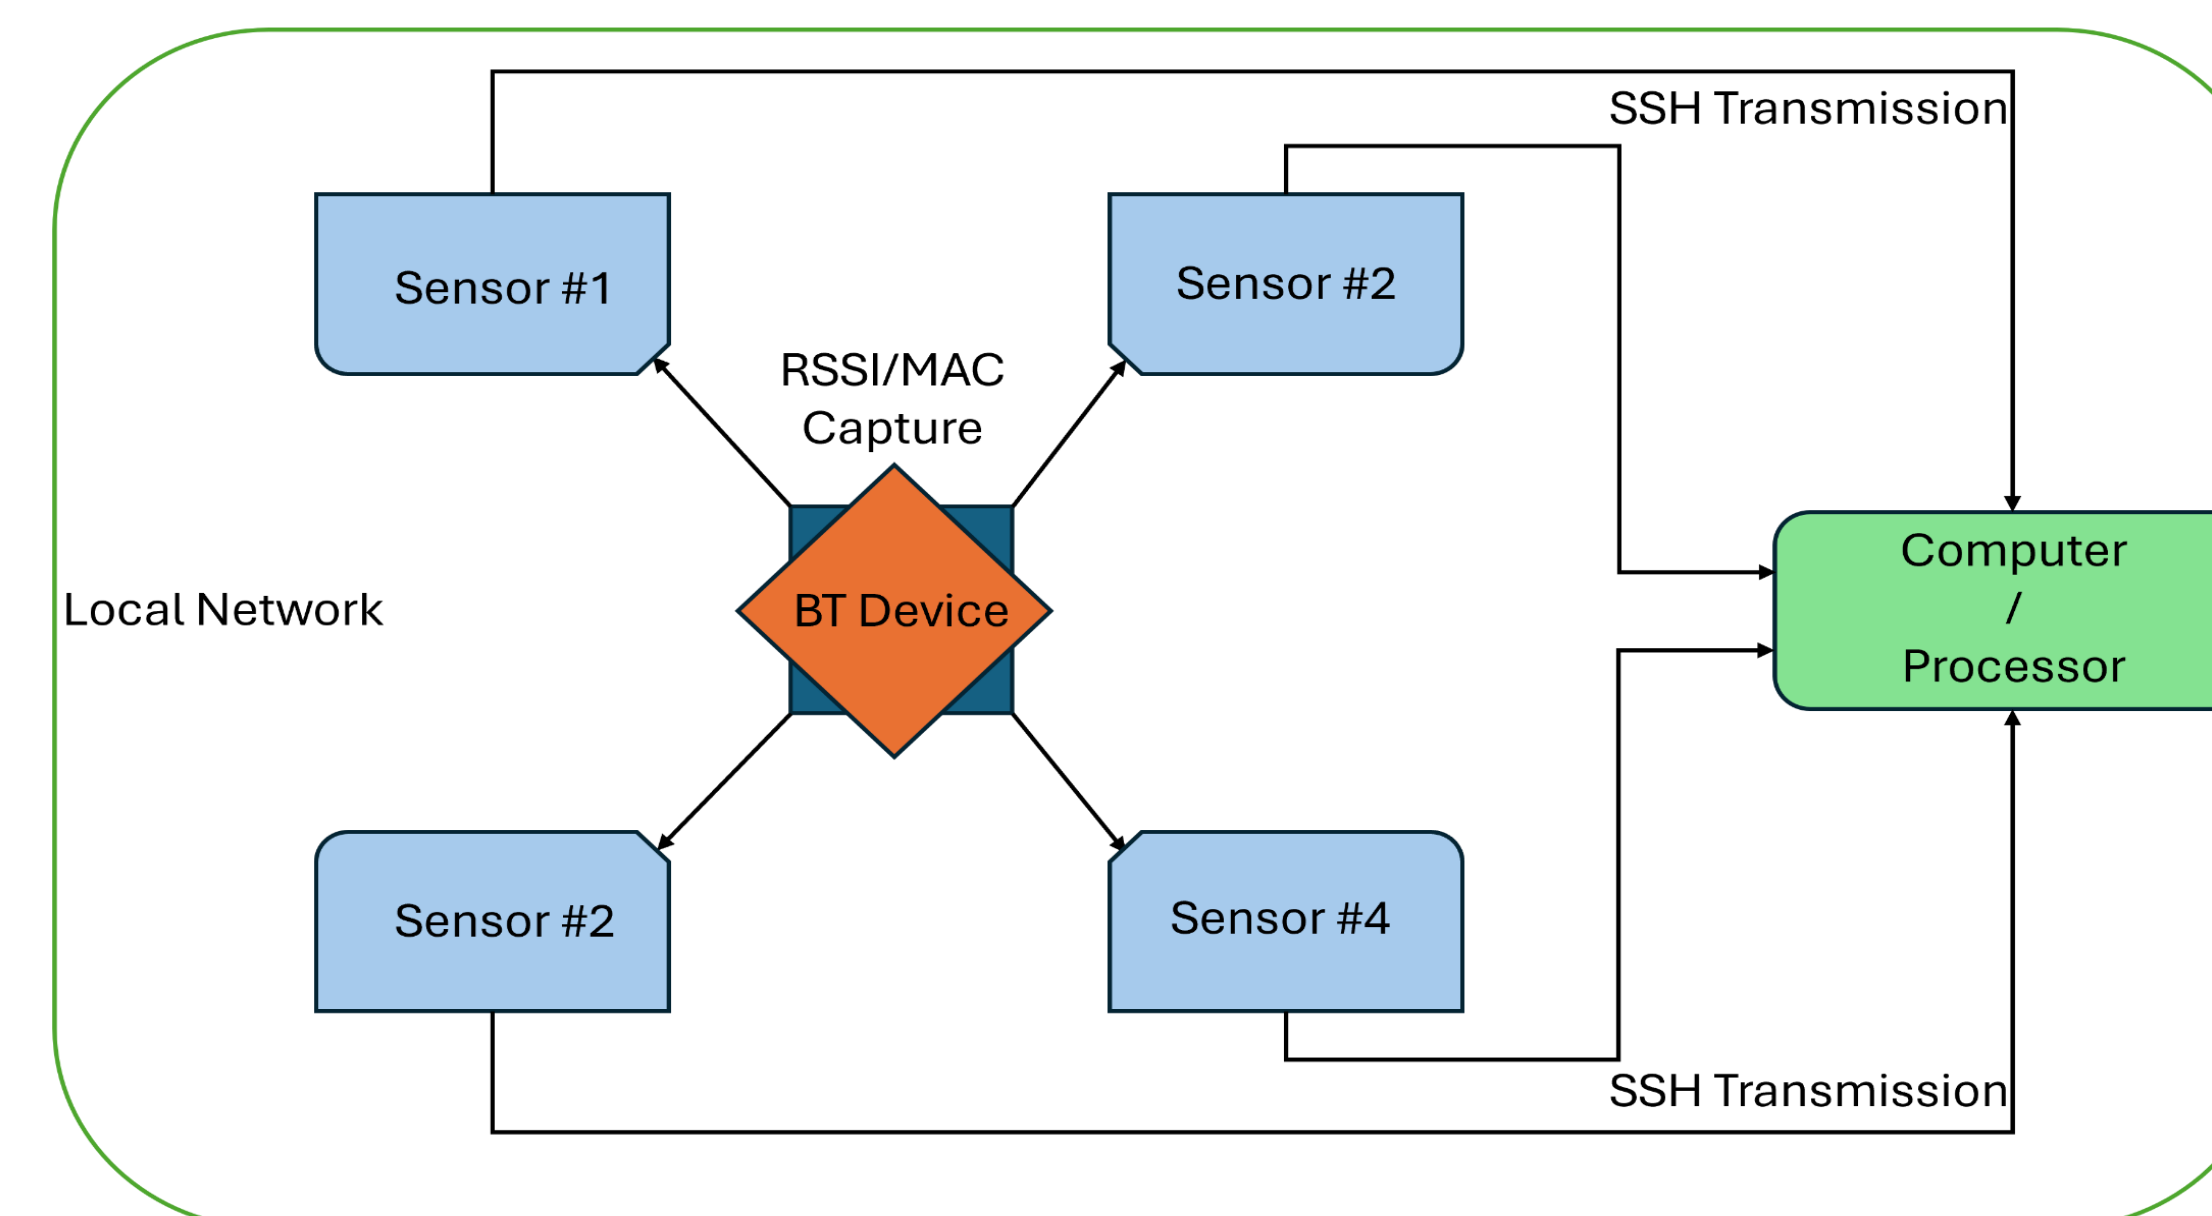 SSH Transmission
Sensor #1
Sensor #2
RSSI/MAC
Capture
Local Network
BT Device
Computer
/
Processor
Sensor #2
Sensor #4
SSH Transmission